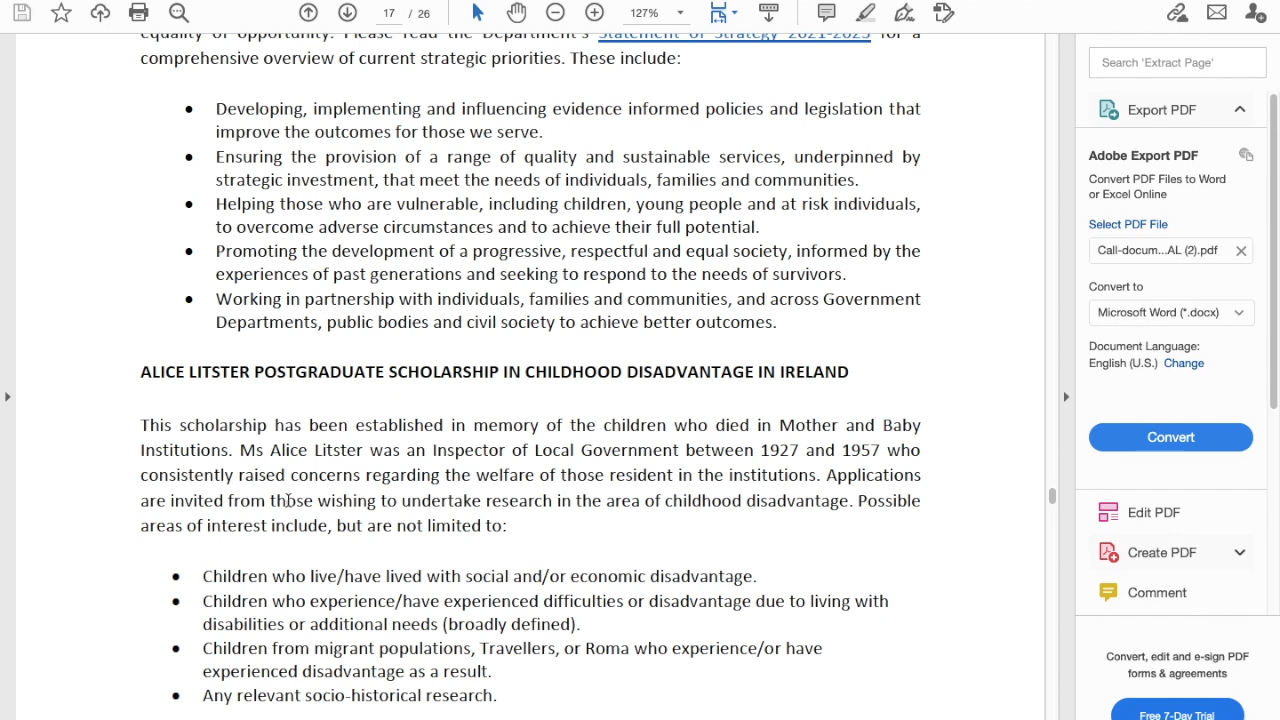 17 / 26
127%
equality of opportunity. Please read the Department's Statement of Strategy 2021-2023 for a
comprehensive overview of current strategic priorities. These include:
• Developing, implementing and influencing evidence informed policies and legislation that
improve the outcomes for those we serve.
• Ensuring the provision of a range of quality and sustainable services, underpinned by
strategic investment, that meet the needs of individuals, families and communities.
• Helping those who are vulnerable, including children, young people and at risk individuals,
to overcome adverse circumstances and to achieve their full potential.
• Promoting the development of a progressive, respectful and equal society, informed by the
experiences of past generations and seeking to respond to the needs of survivors.
• Working in partnership with individuals, families and communities, and across Government
Departments, public bodies and civil society to achieve better outcomes.
ALICE LITSTER POSTGRADUATE SCHOLARSHIP IN CHILDHOOD DISADVANTAGE IN IRELAND
This scholarship has been established in memory of the children who died in Mother and Baby
Institutions. Ms Alice Litster was an Inspector of Local Government between 1927 and 1957 who
consistently raised concerns regarding the welfare of those resident in the institutions. Applications
are invited from those wishing to undertake research in the area of childhood disadvantage. Possible
areas of interest include, but are not limited to:
• Children who live/have lived with social and/or economic disadvantage.
• Children who experience/have experienced difficulties or disadvantage due to living with
disabilities or additional needs (broadly defined).
• Children from migrant populations, Travellers, or Roma who experience/or have
experienced disadvantage as a result.
• Any relevant socio-historical research.
Search 'Extract Page'
Export PDF
Adobe Export PDF
Convert PDF Files to Word
or Excel Online
Select PDF File
Call-docum...AL (2).pdf
Convert to
Microsoft Word (*.docx)
Document Language:
English (U.S.) Change
Convert
Edit PDF
Create PDF
Comment
Convert, edit and e-sign PDF
forms & agreements
Free 7-Day Trial